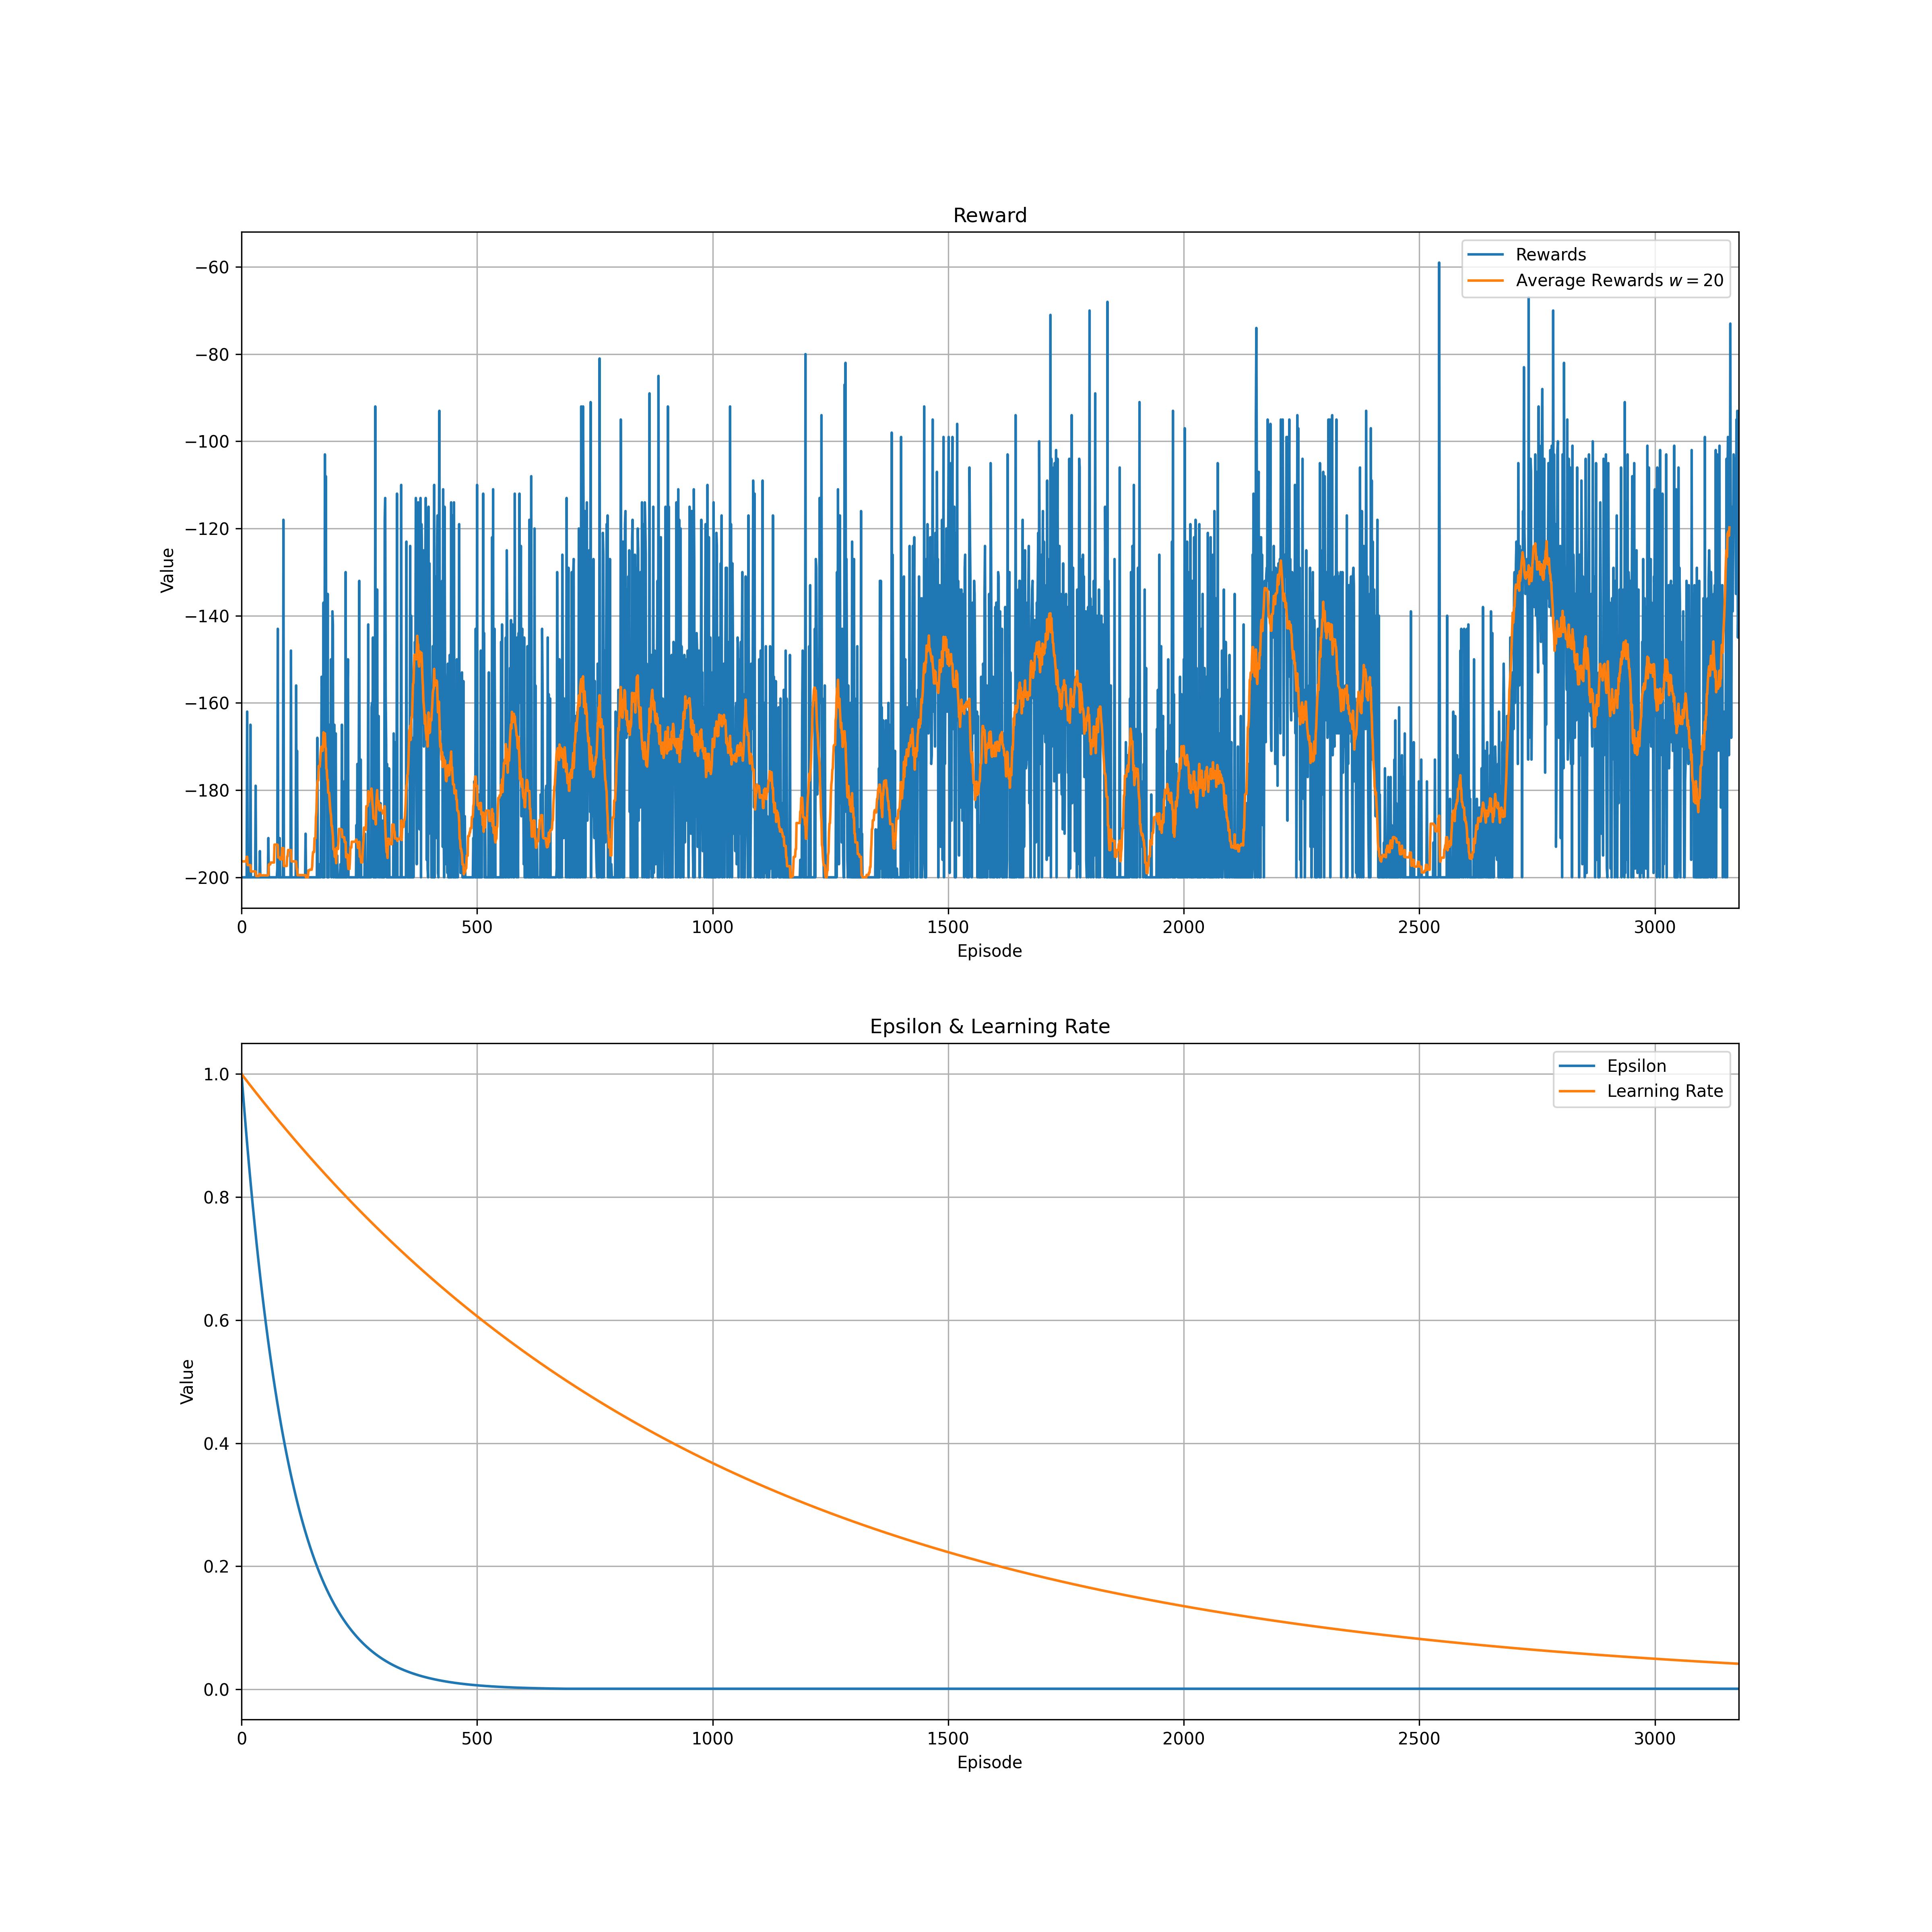 Reward
Rewards
Average Rewards w = 20
Value
−60
−80
−100
−120
−140
−160
−180
−200
0 500 1000 1500 2000 2500 3000
Episode
Epsilon & Learning Rate
Epsilon
Learning Rate
Value
1.0
0.8
0.6
0.4
0.2
0.0
0 500 1000 1500 2000 2500 3000
Episode